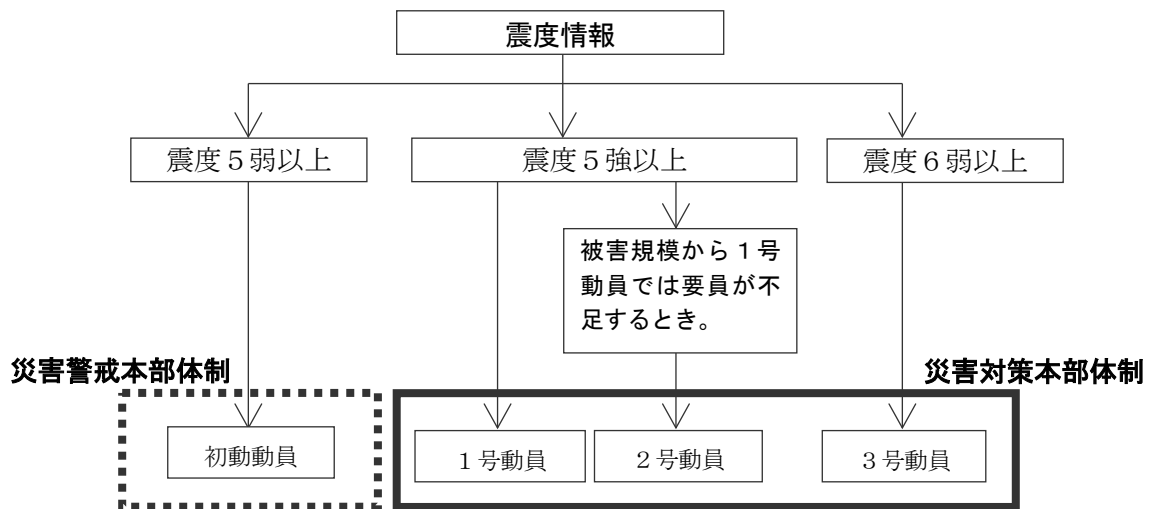 震度情報
震度５弱以上
震度５強以上
震度６弱以上
被害規模から１号
動員では要員が不
足するとき。
災害警戒本部体制
災害対策本部体制
初動動員
１号動員
２号動員
３号動員